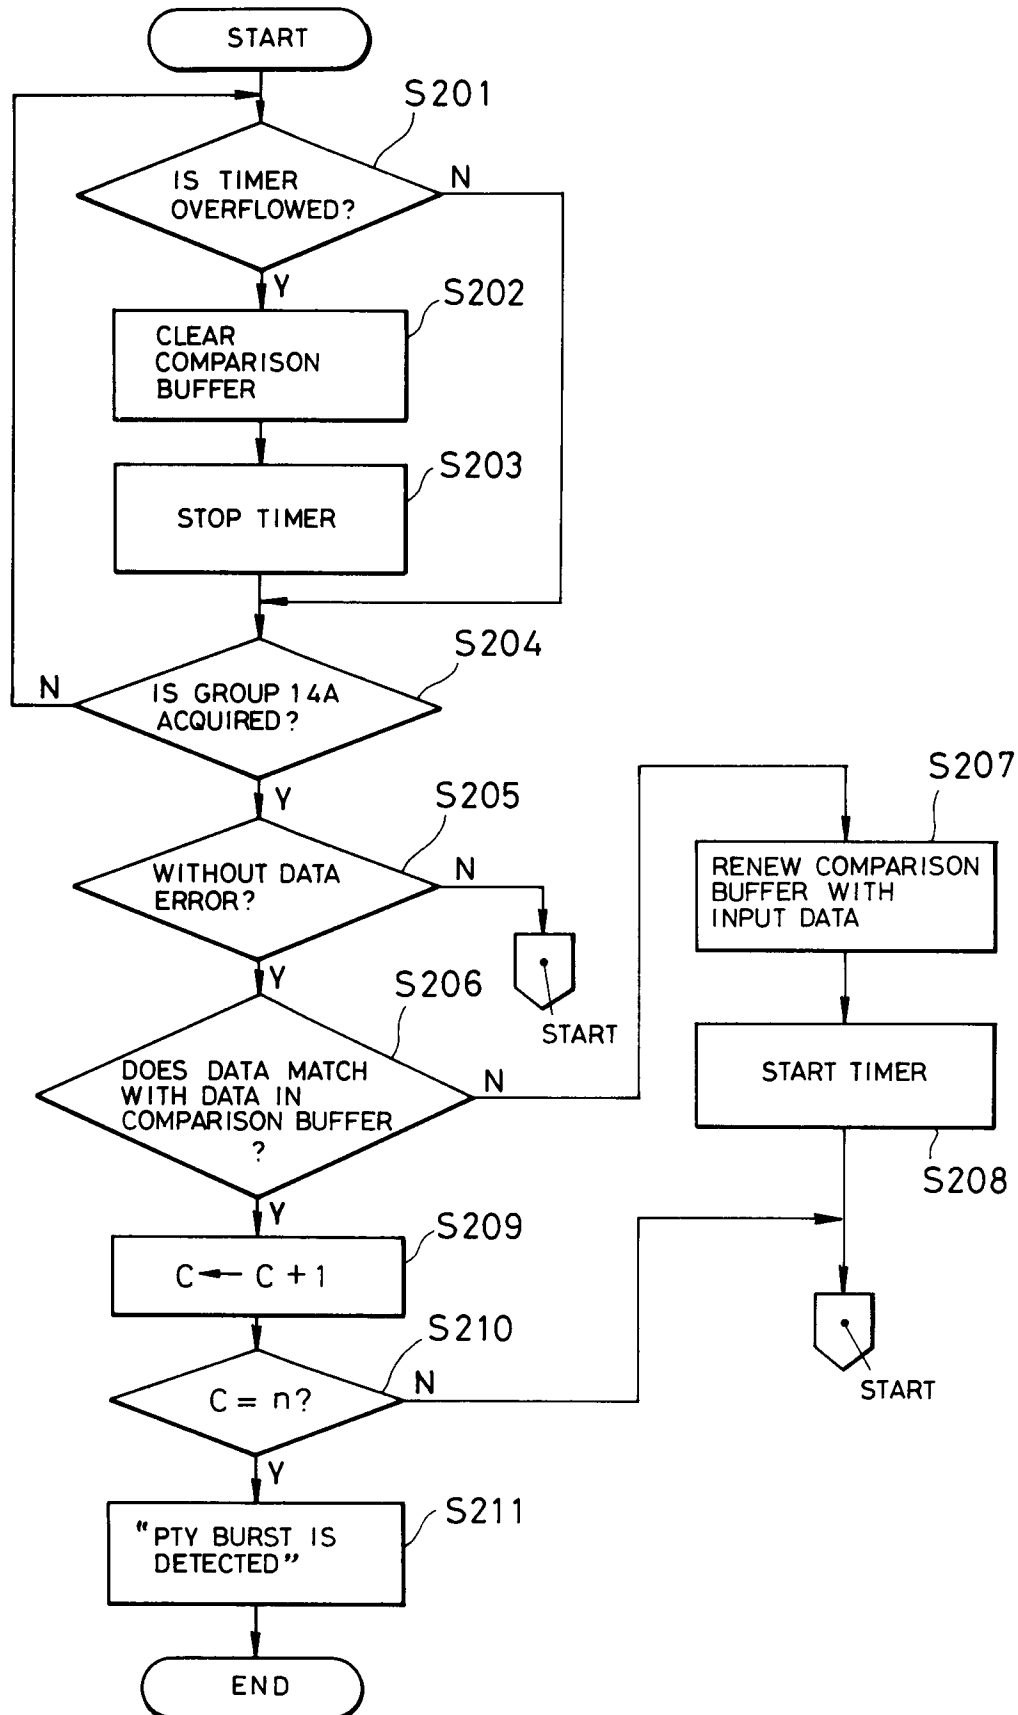 START
S201
IS TIMER
OVERFLOWED?
N
Y
S202
CLEAR
COMPARISON
BUFFER
S203
STOP TIMER
S204
N
IS GROUP 14A
ACQUIRED?
Y
S205
WITHOUT DATA
ERROR?
N
START
Y
S206
DOES DATA MATCH
WITH DATA IN
COMPARISON BUFFER
?
N
S207
RENEW COMPARISON
BUFFER WITH
INPUT DATA
START TIMER
S208
Y
S209
C ← C + 1
S210
C = n?
N
START
Y
S211
"PTY BURST IS
DETECTED"
END